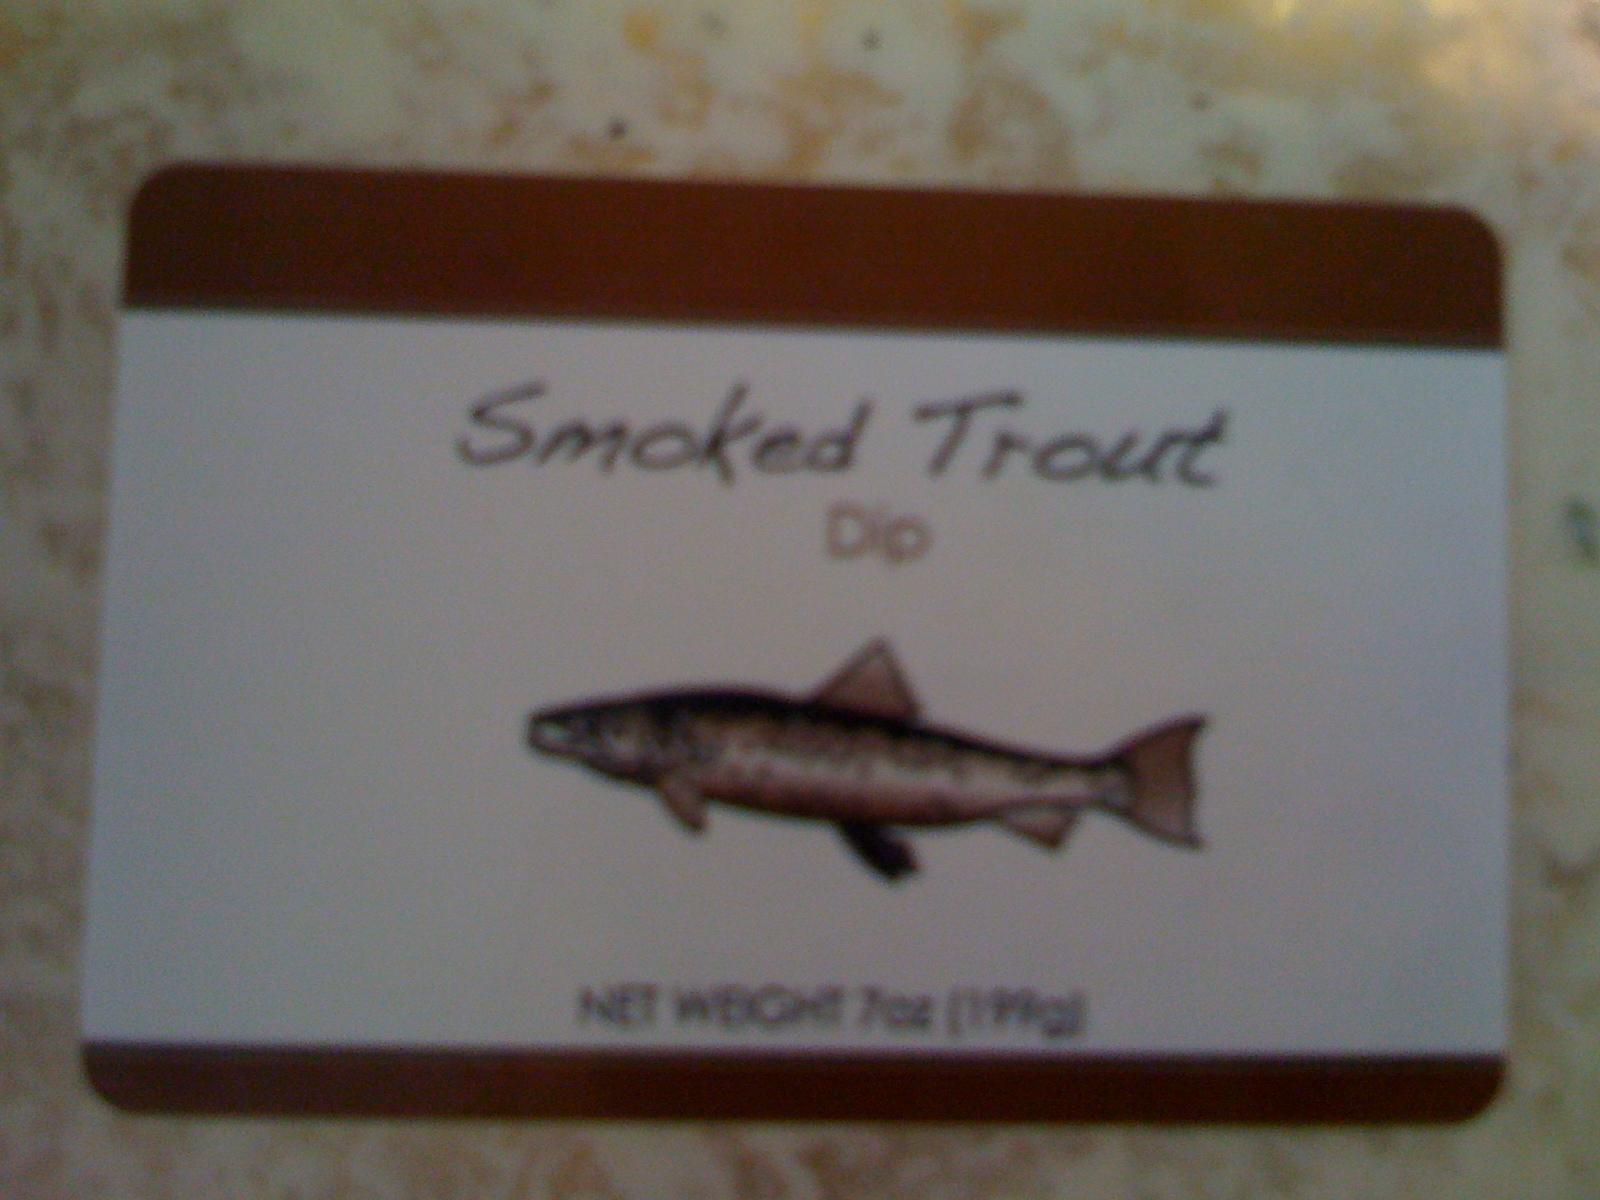 Smoked Trout
Dip
NET WEIGHT 7oz (199g)